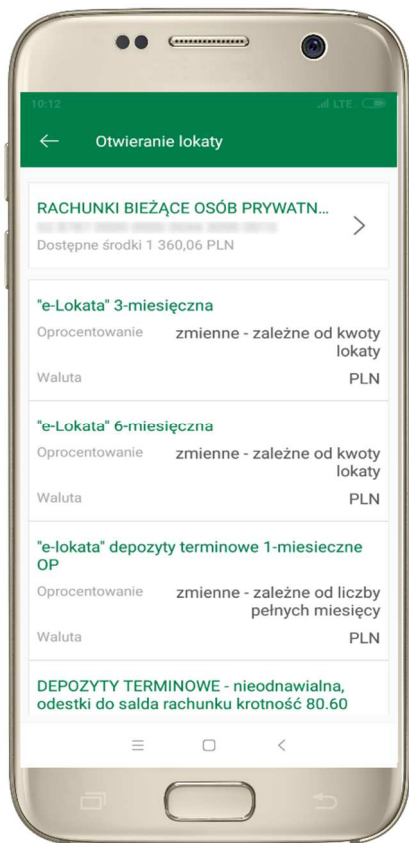 10:12 LTE
Otwieranie lokaty
RACHUNKI BIEŻĄCE OSÓB PRYWATN...
Dostępne środki 1 360,06 PLN
"e-Lokata" 3-miesięczna
Oprocentowanie zmienne - zależne od kwoty
lokaty
Waluta PLN
"e-Lokata" 6-miesięczna
Oprocentowanie zmienne - zależne od kwoty
lokaty
Waluta PLN
"e-lokata" depozyty terminowe 1-miesieczne
OP
Oprocentowanie zmienne - zależne od liczby
pełnych miesięcy
Waluta PLN
DEPOZYTY TERMINOWE - nieodnawialna,
odestki do salda rachunku krotność 80.60